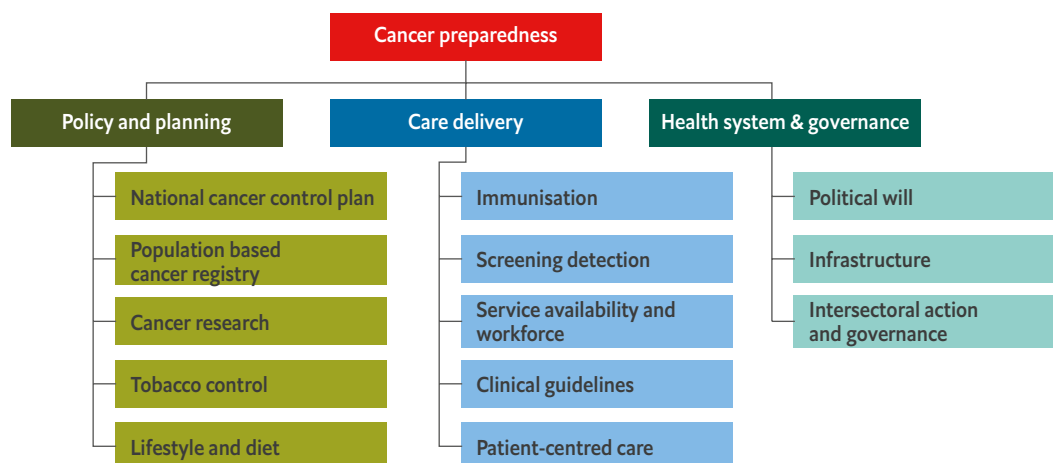 Cancer preparedness
Policy and planning
National cancer control plan
Population based
cancer registry
Cancer research
Tobacco control
Lifestyle and diet
Care delivery
Immunisation
Screening detection
Service availability and
workforce
Clinical guidelines
Patient-centred care
Health system & governance
Political will
Infrastructure
Intersectoral action
and governance